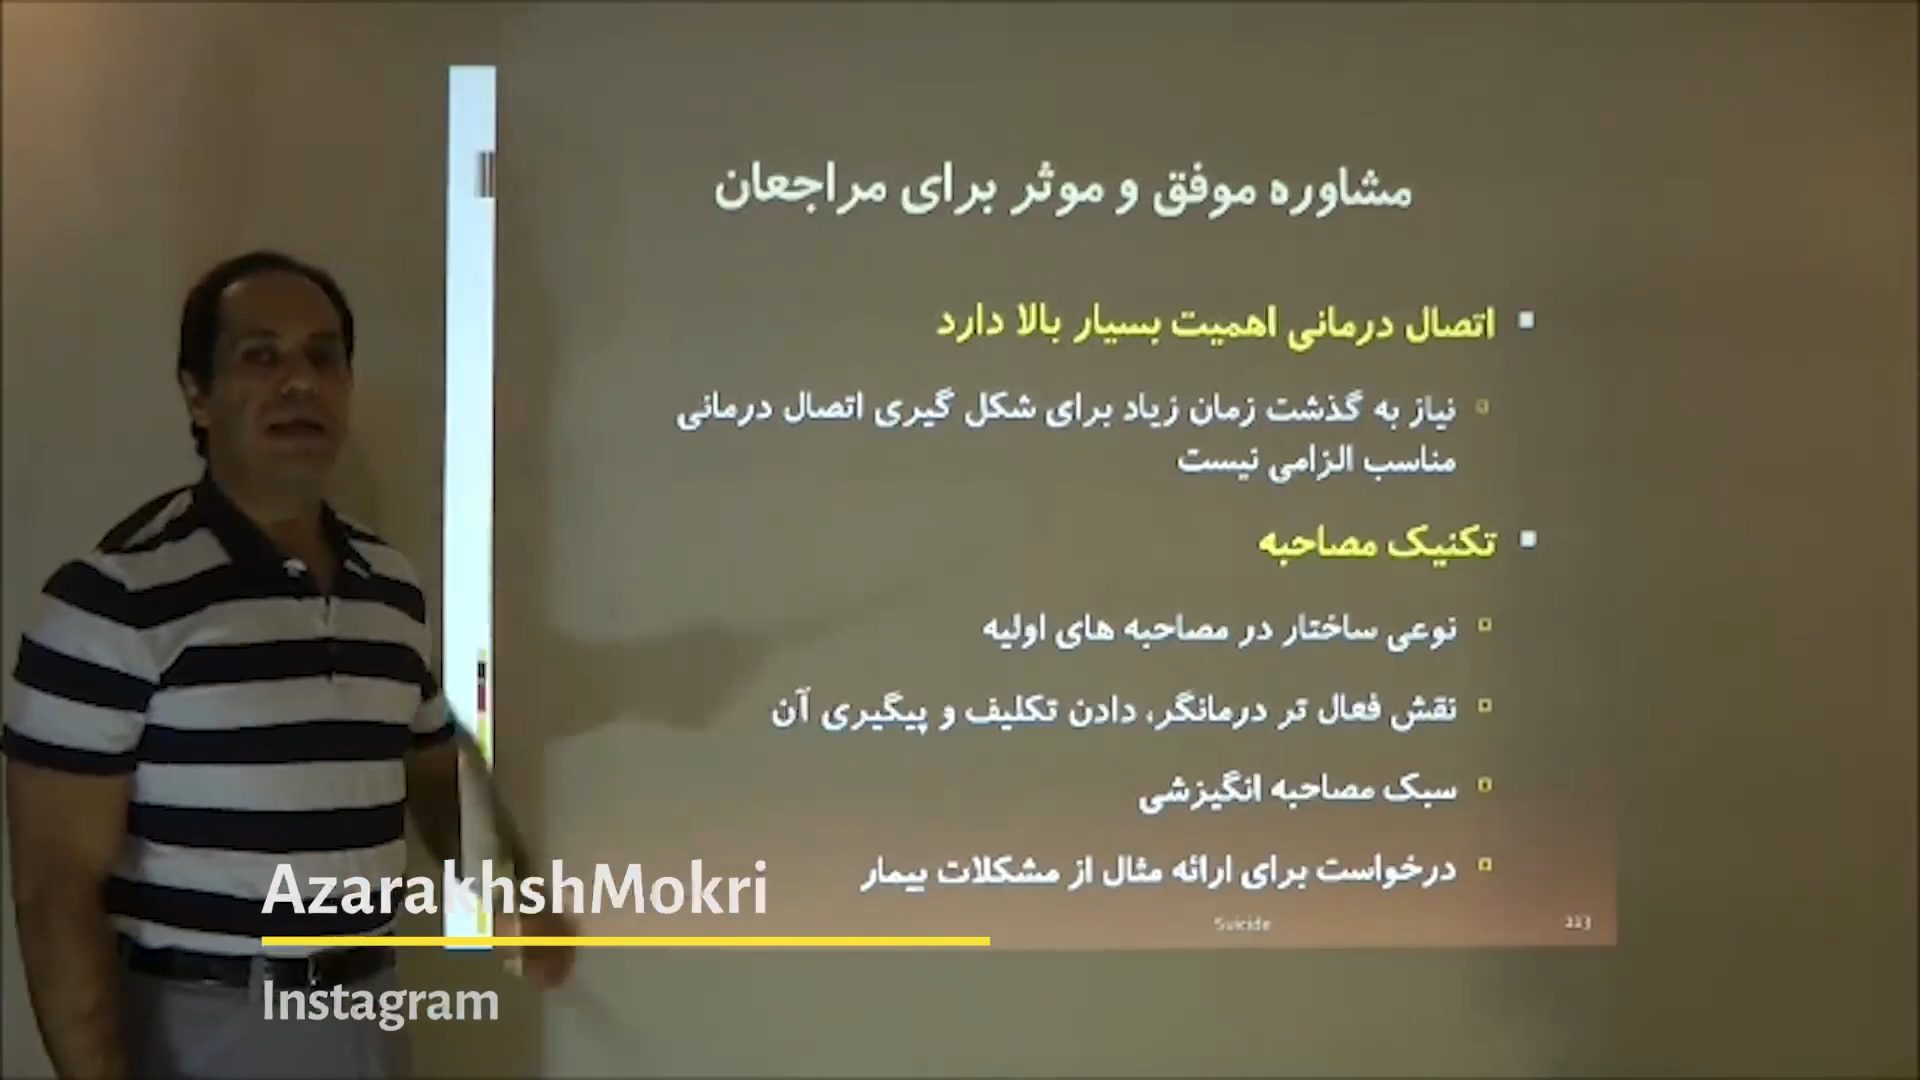 مشاوره موفق و موثر برای مراجعان
اتصال درمانی اهمیت بسیار بالا دارد
نیاز به گذشت زمان زیاد برای شکل گیری اتصال درمانی
مناسب الزامی نیست
تکنیک مصاحبه
نوعی ساختار در مصاحبه های اولیه
نقش فعال تر درمانگر، دادن تکلیف و پیگیری آن
سبک مصاحبه انگیزشی
درخواست برای ارائه مثال از مشکلات بیمار
Suicide
113
AzarakhshMokri
Instagram